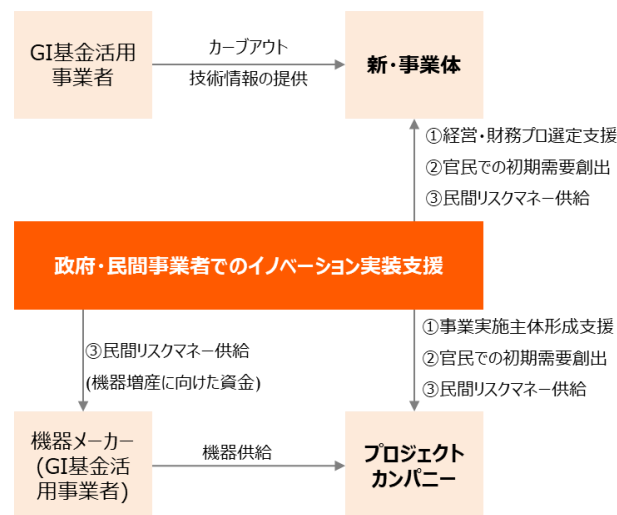 GI基金活用
事業者
カーブアウト
技術情報の提供
新・事業体
①経営・財務プロ選定支援
②官民での初期需要創出
③民間リスクマネー供給
政府・民間事業者でのイノベーション実装支援
③民間リスクマネー供給
(機器増産に向けた資金)
①事業実施主体形成支援
②官民での初期需要創出
③民間リスクマネー供給
機器メーカー
(GI基金活
用事業者)
機器供給
プロジェクト
カンパニー